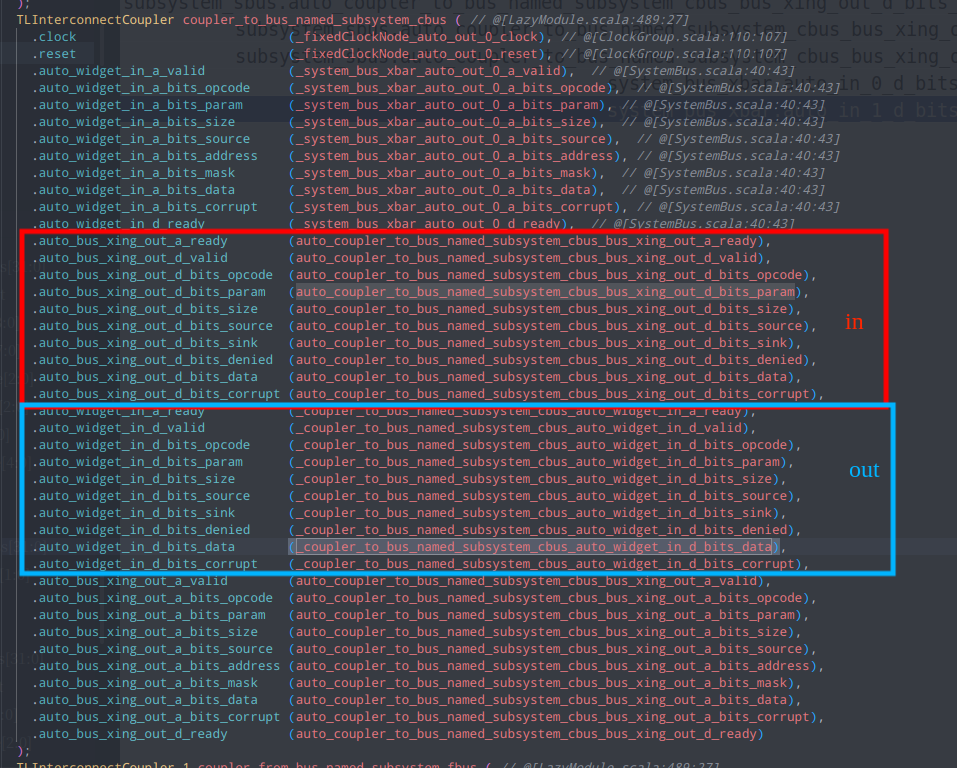 );
TLInterconnectCoupler coupler_to_bus_named_subsystem_cbus ( // @[LazyModule.scala:489:27]
.clock (_fixedClockNode_auto_out_0_clock), // @[ClockGroup.scala:110:107]
.reset (_fixedClockNode_auto_out_0_reset), // @[ClockGroup.scala:110:107]
.auto_widget_in_a_valid (_system_bus_xbar_auto_out_0_a_valid), // @[SystemBus.scala:40:43]
.auto_widget_in_a_bits_opcode (_system_bus_xbar_auto_out_0_a_bits_opcode), // @[SystemBus.scala:40:43]
.auto_widget_in_a_bits_param (_system_bus_xbar_auto_out_0_a_bits_param), // @[SystemBus.scala:40:43]
.auto_widget_in_a_bits_size (_system_bus_xbar_auto_out_0_a_bits_size), // @[SystemBus.scala:40:43]
.auto_widget_in_a_bits_source (_system_bus_xbar_auto_out_0_a_bits_source), // @[SystemBus.scala:40:43]
.auto_widget_in_a_bits_address (_system_bus_xbar_auto_out_0_a_bits_address), // @[SystemBus.scala:40:43]
.auto_widget_in_a_bits_mask (_system_bus_xbar_auto_out_0_a_bits_mask), // @[SystemBus.scala:40:43]
.auto_widget_in_a_bits_data (_system_bus_xbar_auto_out_0_a_bits_data), // @[SystemBus.scala:40:43]
.auto_widget_in_a_bits_corrupt (_system_bus_xbar_auto_out_0_a_bits_corrupt), // @[SystemBus.scala:40:43]
.auto_widget_in_d_ready (_system_bus_xbar_auto_out_0_d_ready), // @[SystemBus.scala:40:43]
.auto_bus_xing_out_a_ready (auto_coupler_to_bus_named_subsystem_cbus_bus_xing_out_a_ready),
.auto_bus_xing_out_d_valid (auto_coupler_to_bus_named_subsystem_cbus_bus_xing_out_d_valid),
.auto_bus_xing_out_d_bits_opcode (auto_coupler_to_bus_named_subsystem_cbus_bus_xing_out_d_bits_opcode),
.auto_bus_xing_out_d_bits_param (auto_coupler_to_bus_named_subsystem_cbus_bus_xing_out_d_bits_param),
.auto_bus_xing_out_d_bits_size (auto_coupler_to_bus_named_subsystem_cbus_bus_xing_out_d_bits_size),
.auto_bus_xing_out_d_bits_source (auto_coupler_to_bus_named_subsystem_cbus_bus_xing_out_d_bits_source),
in
.auto_bus_xing_out_d_bits_sink (auto_coupler_to_bus_named_subsystem_cbus_bus_xing_out_d_bits_sink),
.auto_bus_xing_out_d_bits_denied (auto_coupler_to_bus_named_subsystem_cbus_bus_xing_out_d_bits_denied),
.auto_bus_xing_out_d_bits_data (auto_coupler_to_bus_named_subsystem_cbus_bus_xing_out_d_bits_data),
.auto_bus_xing_out_d_bits_corrupt (auto_coupler_to_bus_named_subsystem_cbus_bus_xing_out_d_bits_corrupt),
.auto_widget_in_a_ready (_coupler_to_bus_named_subsystem_cbus_auto_widget_in_a_ready),
.auto_widget_in_d_valid (_coupler_to_bus_named_subsystem_cbus_auto_widget_in_d_valid),
.auto_widget_in_d_bits_opcode (_coupler_to_bus_named_subsystem_cbus_auto_widget_in_d_bits_opcode),
.auto_widget_in_d_bits_param (_coupler_to_bus_named_subsystem_cbus_auto_widget_in_d_bits_param),
out
.auto_widget_in_d_bits_size (_coupler_to_bus_named_subsystem_cbus_auto_widget_in_d_bits_size),
.auto_widget_in_d_bits_source (_coupler_to_bus_named_subsystem_cbus_auto_widget_in_d_bits_source),
.auto_widget_in_d_bits_sink (_coupler_to_bus_named_subsystem_cbus_auto_widget_in_d_bits_sink),
.auto_widget_in_d_bits_denied (_coupler_to_bus_named_subsystem_cbus_auto_widget_in_d_bits_denied),
.auto_widget_in_d_bits_data (_coupler_to_bus_named_subsystem_cbus_auto_widget_in_d_bits_data),
.auto_widget_in_d_bits_corrupt (_coupler_to_bus_named_subsystem_cbus_auto_widget_in_d_bits_corrupt),
.auto_bus_xing_out_a_valid (auto_coupler_to_bus_named_subsystem_cbus_bus_xing_out_a_valid),
.auto_bus_xing_out_a_bits_opcode (auto_coupler_to_bus_named_subsystem_cbus_bus_xing_out_a_bits_opcode),
.auto_bus_xing_out_a_bits_param (auto_coupler_to_bus_named_subsystem_cbus_bus_xing_out_a_bits_param),
.auto_bus_xing_out_a_bits_size (auto_coupler_to_bus_named_subsystem_cbus_bus_xing_out_a_bits_size),
.auto_bus_xing_out_a_bits_source (auto_coupler_to_bus_named_subsystem_cbus_bus_xing_out_a_bits_source),
.auto_bus_xing_out_a_bits_address (auto_coupler_to_bus_named_subsystem_cbus_bus_xing_out_a_bits_address),
.auto_bus_xing_out_a_bits_mask (auto_coupler_to_bus_named_subsystem_cbus_bus_xing_out_a_bits_mask),
.auto_bus_xing_out_a_bits_data (auto_coupler_to_bus_named_subsystem_cbus_bus_xing_out_a_bits_data),
.auto_bus_xing_out_a_bits_corrupt (auto_coupler_to_bus_named_subsystem_cbus_bus_xing_out_a_bits_corrupt),
.auto_bus_xing_out_d_ready (auto_coupler_to_bus_named_subsystem_cbus_bus_xing_out_d_ready)
);
TLInterconnectCoupler_1 coupler_from_bus_named_subsystem_fbus ( // @[LazyModule.scala:489:27]